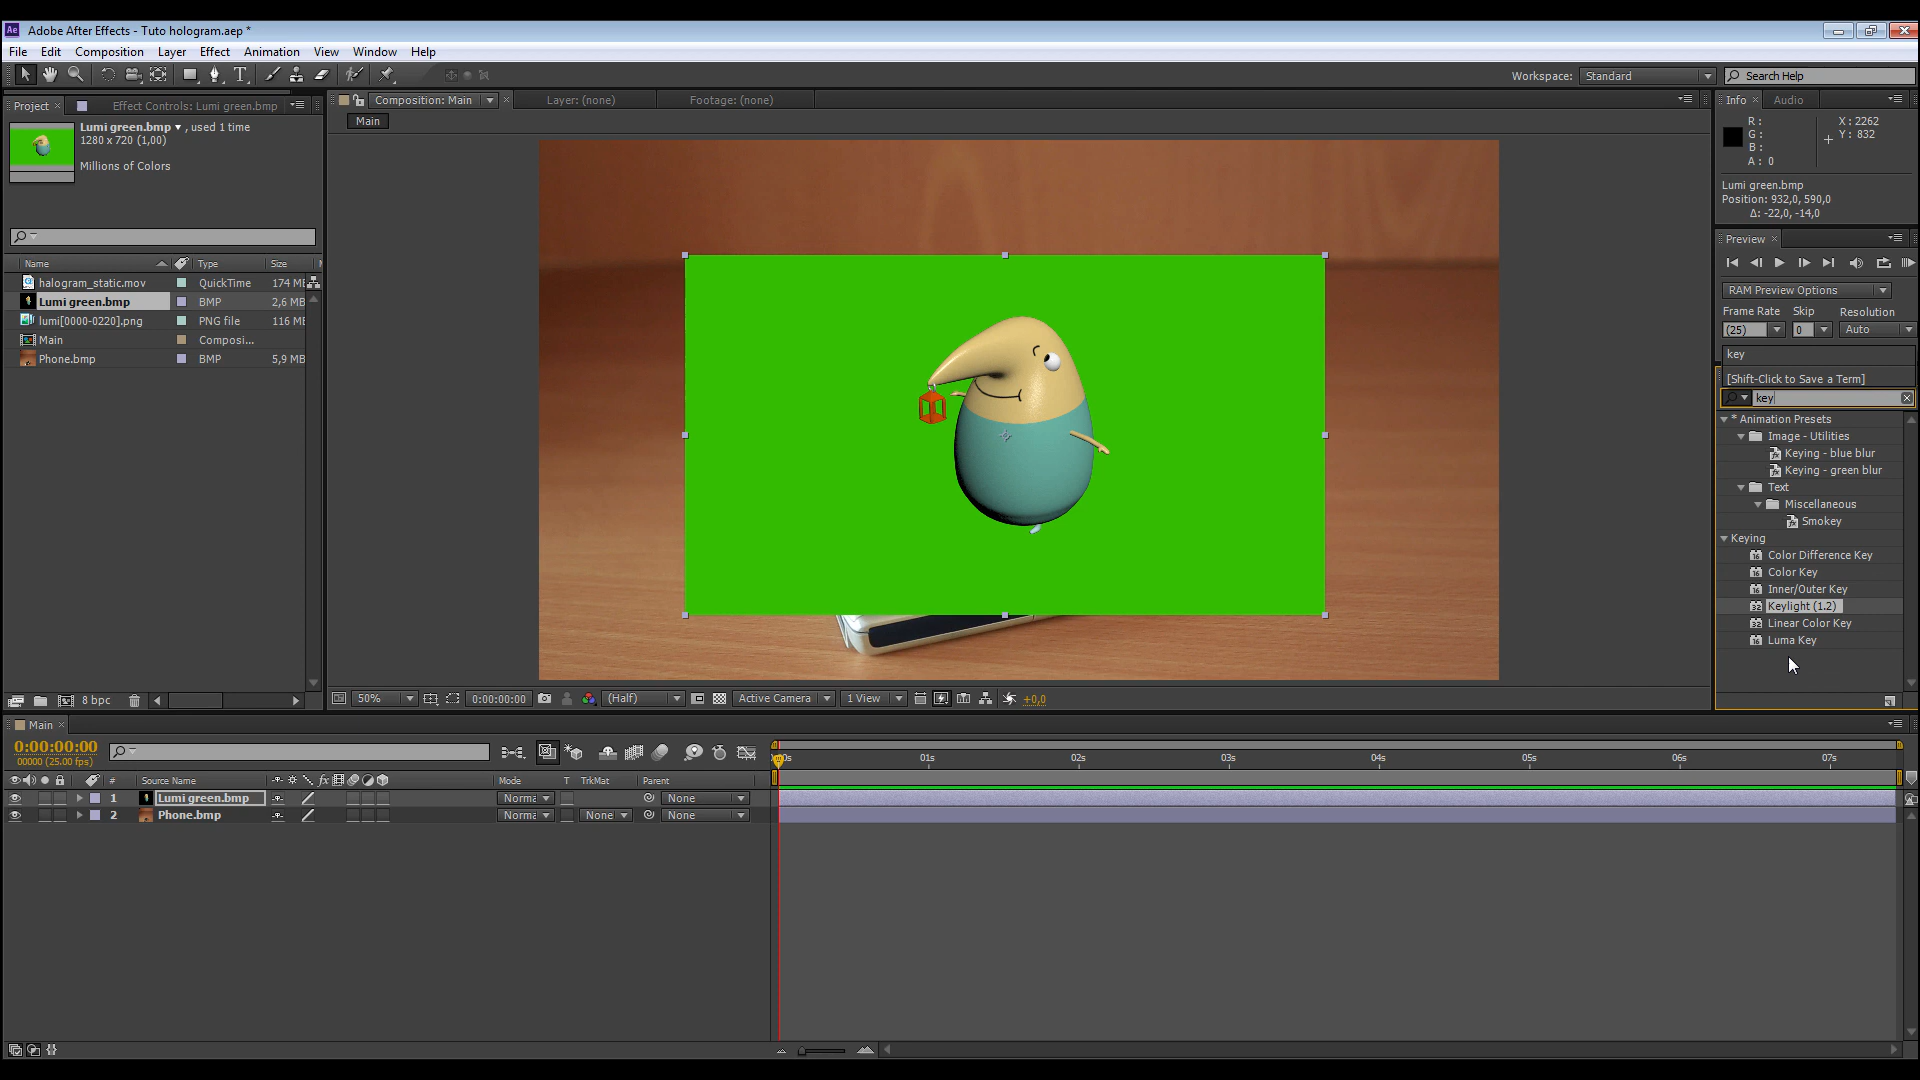 Adobe After Effects - Tuto hologram.aep *
File Edit Composition Layer Effect Animation View Window Help
Workspace: Standard Search Help
Project × Effect Controls: Lumi green.bmp
Composition: Main Layer: (none) Footage: (none)
Main
Lumi green.bmp , used 1 time
1280 x 720 (1,00)
Millions of Colors
Name Type Size
halogram_static.mov QuickTime 174 ME
Lumi green.bmp BMP 2,6 MB
lumi[0000-0220].png PNG file 116 ME
Main Composi...
Phone.bmp BMP 5,9 MB
8 bpc
50% 0:00:00:00 (Half) Active Camera 1 View +0,0
Info × Audio
R : X : 2262
G : Y : 832
B :
A : 0
Lumi green.bmp
Position: 932,0, 590,0
Δ: -22,0, -14,0
Preview ×
RAM Preview Options
Frame Rate Skip Resolution
(25) 0 Auto
key
[Shift-Click to Save a Term]
key
* Animation Presets
Image - Utilities
Keying - blue blur
Keying - green blur
Text
Miscellaneous
Smokey
Keying
Color Difference Key
Color Key
Inner/Outer Key
Keylight (1.2)
Linear Color Key
Luma Key
Main ×
0:00:00:00
00000 (25.00 fps)
0s 01s 02s 03s 04s 05s 06s 07s
# Source Name fx Mode T TrkMat Parent
1 Lumi green.bmp Norma None
2 Phone.bmp Norma None None